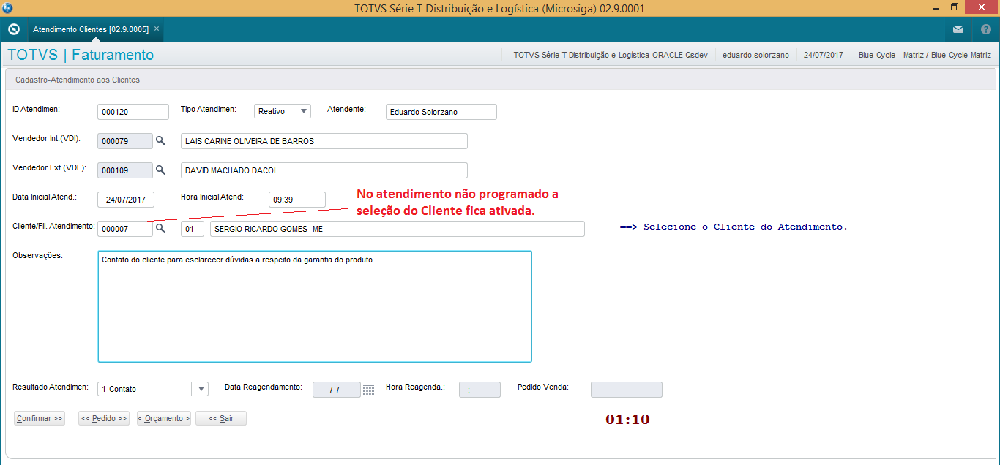 TOTVS Série T Distribuição e Logística (Microsiga) 02.9.0001
Atendimento Clientes [02.9.0005] ×
TOTVS | Faturamento
TOTVS Série T Distribuição e Logística ORACLE Qsdev eduardo.solorzano 24/07/2017 Blue Cycle - Matriz / Blue Cycle Matriz
Cadastro-Atendimento aos Clientes
ID Atendimen: 000120 Tipo Atendimen: Reativo Atendente: Eduardo Solorzano
Vendedor Int.(VDI): 000079 LAIS CARINE OLIVEIRA DE BARROS
Vendedor Ext.(VDE): 000109 DAVID MACHADO DACOL
Data Inicial Atend.: 24/07/2017 Hora Inicial Atend: 09:39
No atendimento não programado a
seleção do Cliente fica ativada.
Cliente/Fil. Atendimento: 000007 01 SERGIO RICARDO GOMES -ME ==> Selecione o Cliente do Atendimento.
Observações: Contato do cliente para esclarecer dúvidas a respeito da garantia do produto.
Resultado Atendimen: 1-Contato Data Reagendamento: / / Hora Reagenda.: : Pedido Venda:
Confirmar >> << Pedido >> < Orçamento > << Sair 01:10